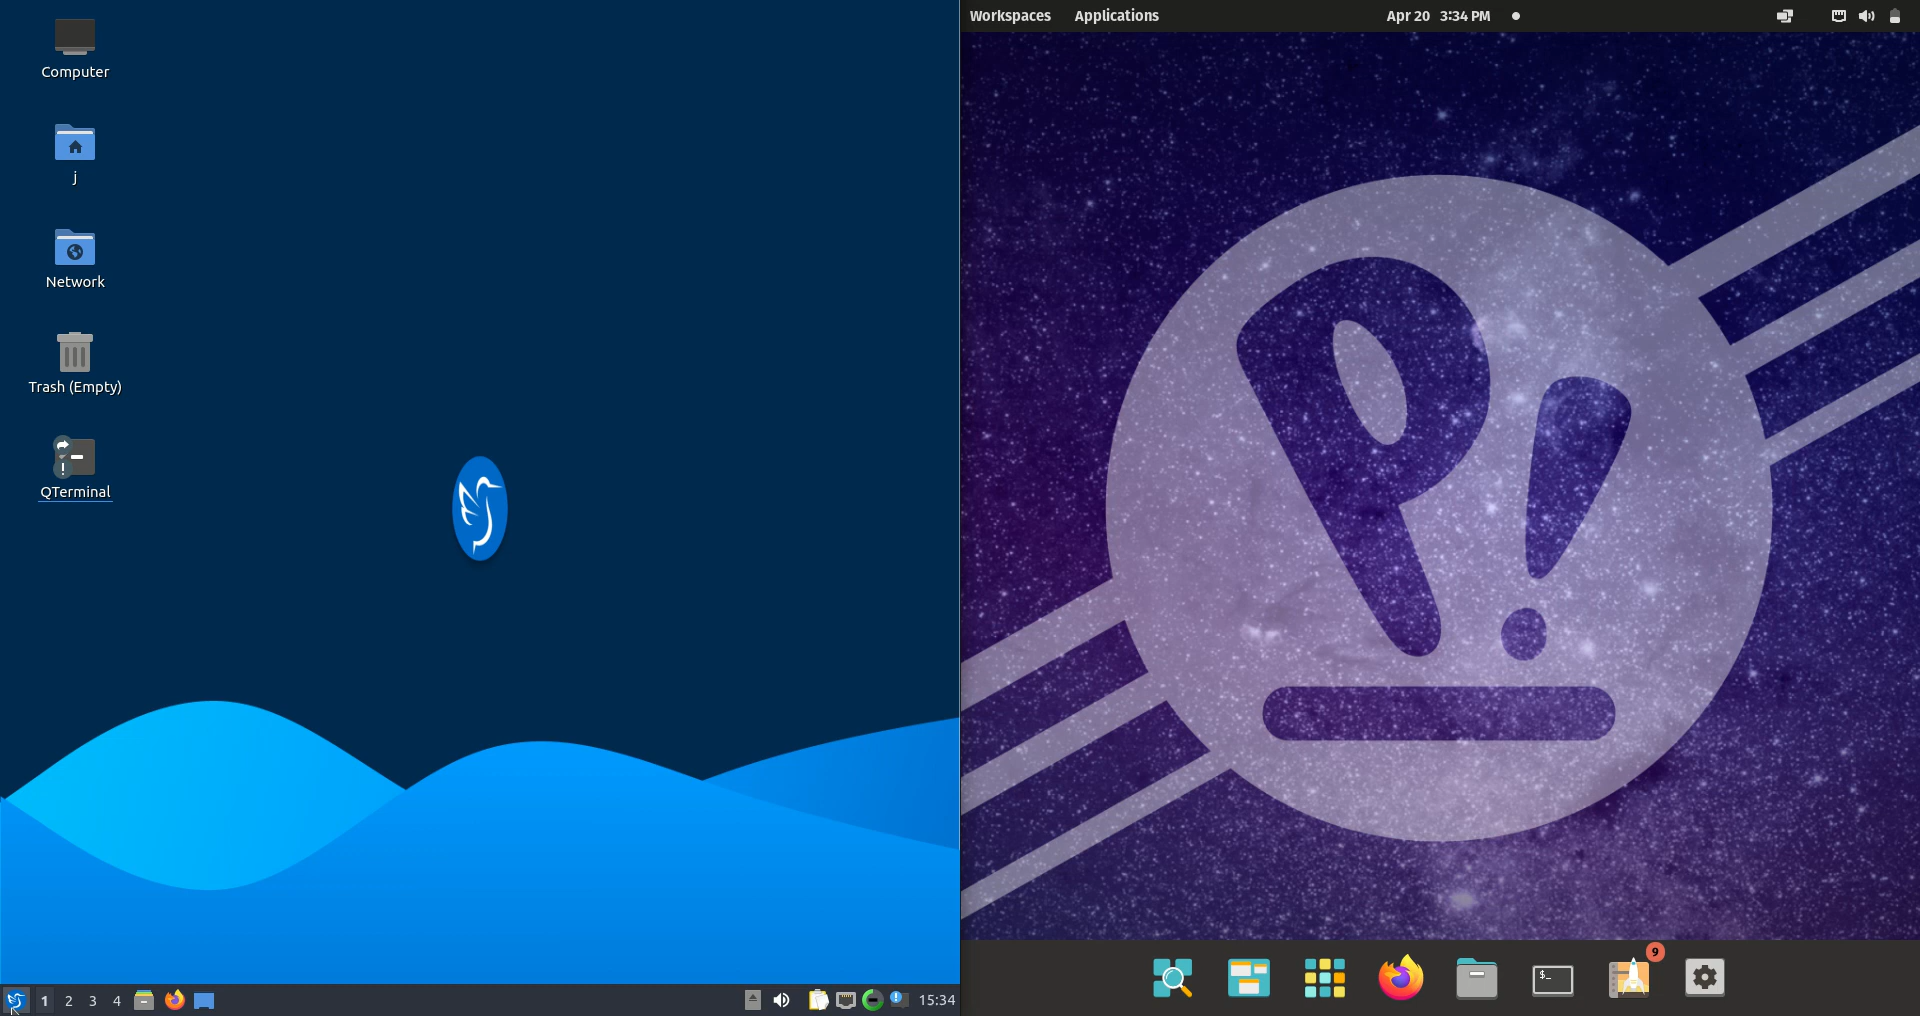 Computer
j
Network
Trash (Empty)
QTerminal
1 2 3 4
15:34
Workspaces Applications
Apr 20 3:34 PM
P!
$_
9